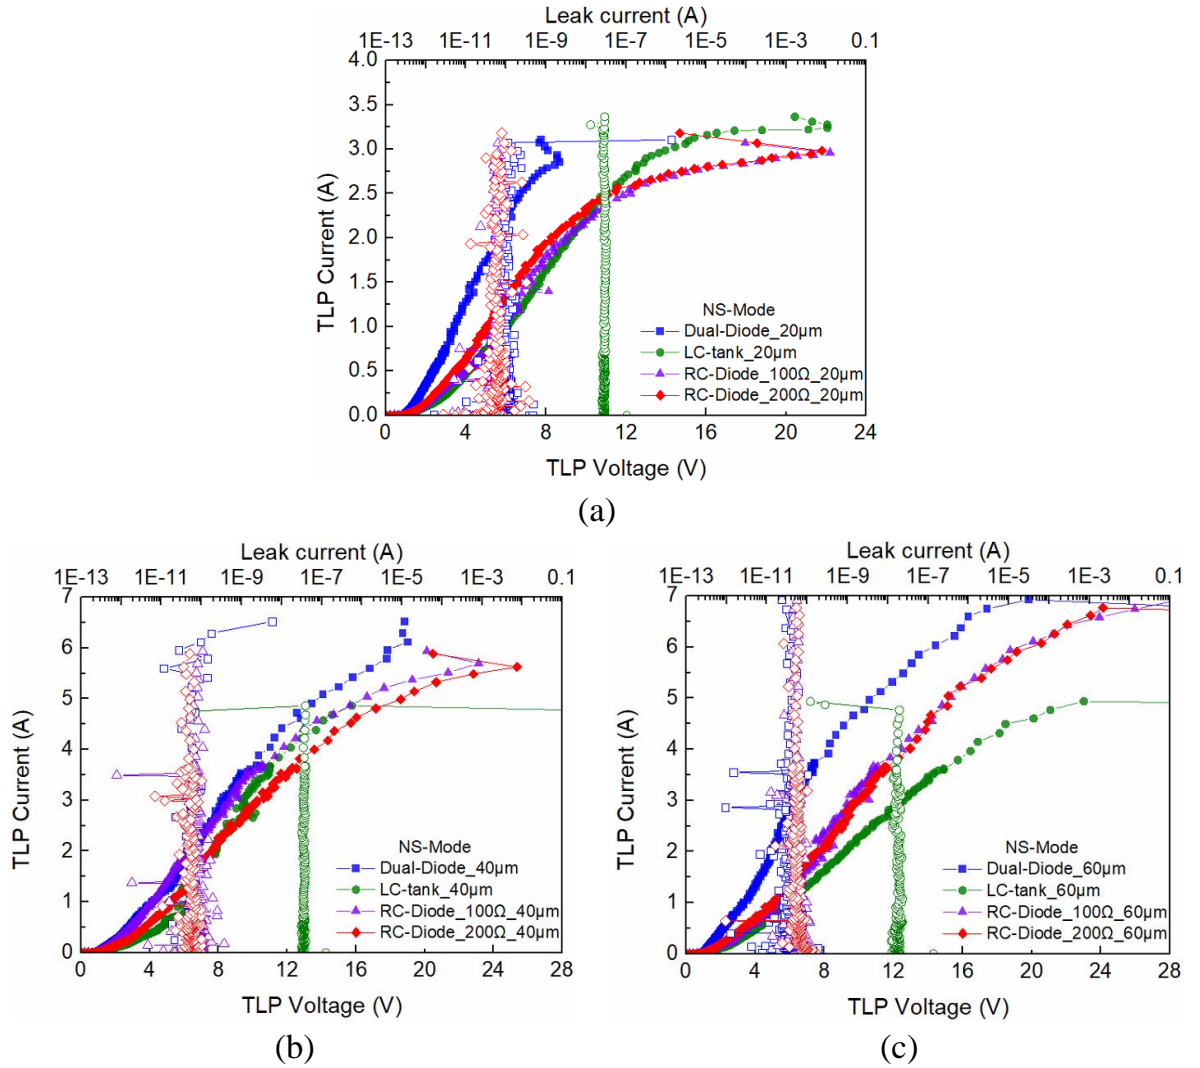 (a)
Leak current (A)
1E-13 1E-11 1E-9 1E-7 1E-5 1E-3 0.1
4.0
3.5
3.0
2.5
2.0
1.5
1.0
0.5
0.0
TLP Current (A)
NS-Mode
Dual-Diode_20μm
LC-tank_20μm
RC-Diode_100Ω_20μm
RC-Diode_200Ω_20μm
0 4 8 12 16 20 24
TLP Voltage (V)
(a)
Leak current (A)
1E-13 1E-11 1E-9 1E-7 1E-5 1E-3 0.1
7
6
5
4
3
2
1
0
TLP Current (A)
NS-Mode
Dual-Diode_40μm
LC-tank_40μm
RC-Diode_100Ω_40μm
RC-Diode_200Ω_40μm
0 4 8 12 16 20 24 28
TLP Voltage (V)
(b)
Leak current (A)
1E-13 1E-11 1E-9 1E-7 1E-5 1E-3 0.1
7
6
5
4
3
2
1
0
TLP Current (A)
NS-Mode
Dual-Diode_60μm
LC-tank_60μm
RC-Diode_100Ω_60μm
RC-Diode_200Ω_60μm
0 4 8 12 16 20 24 28
TLP Voltage (V)
(c)